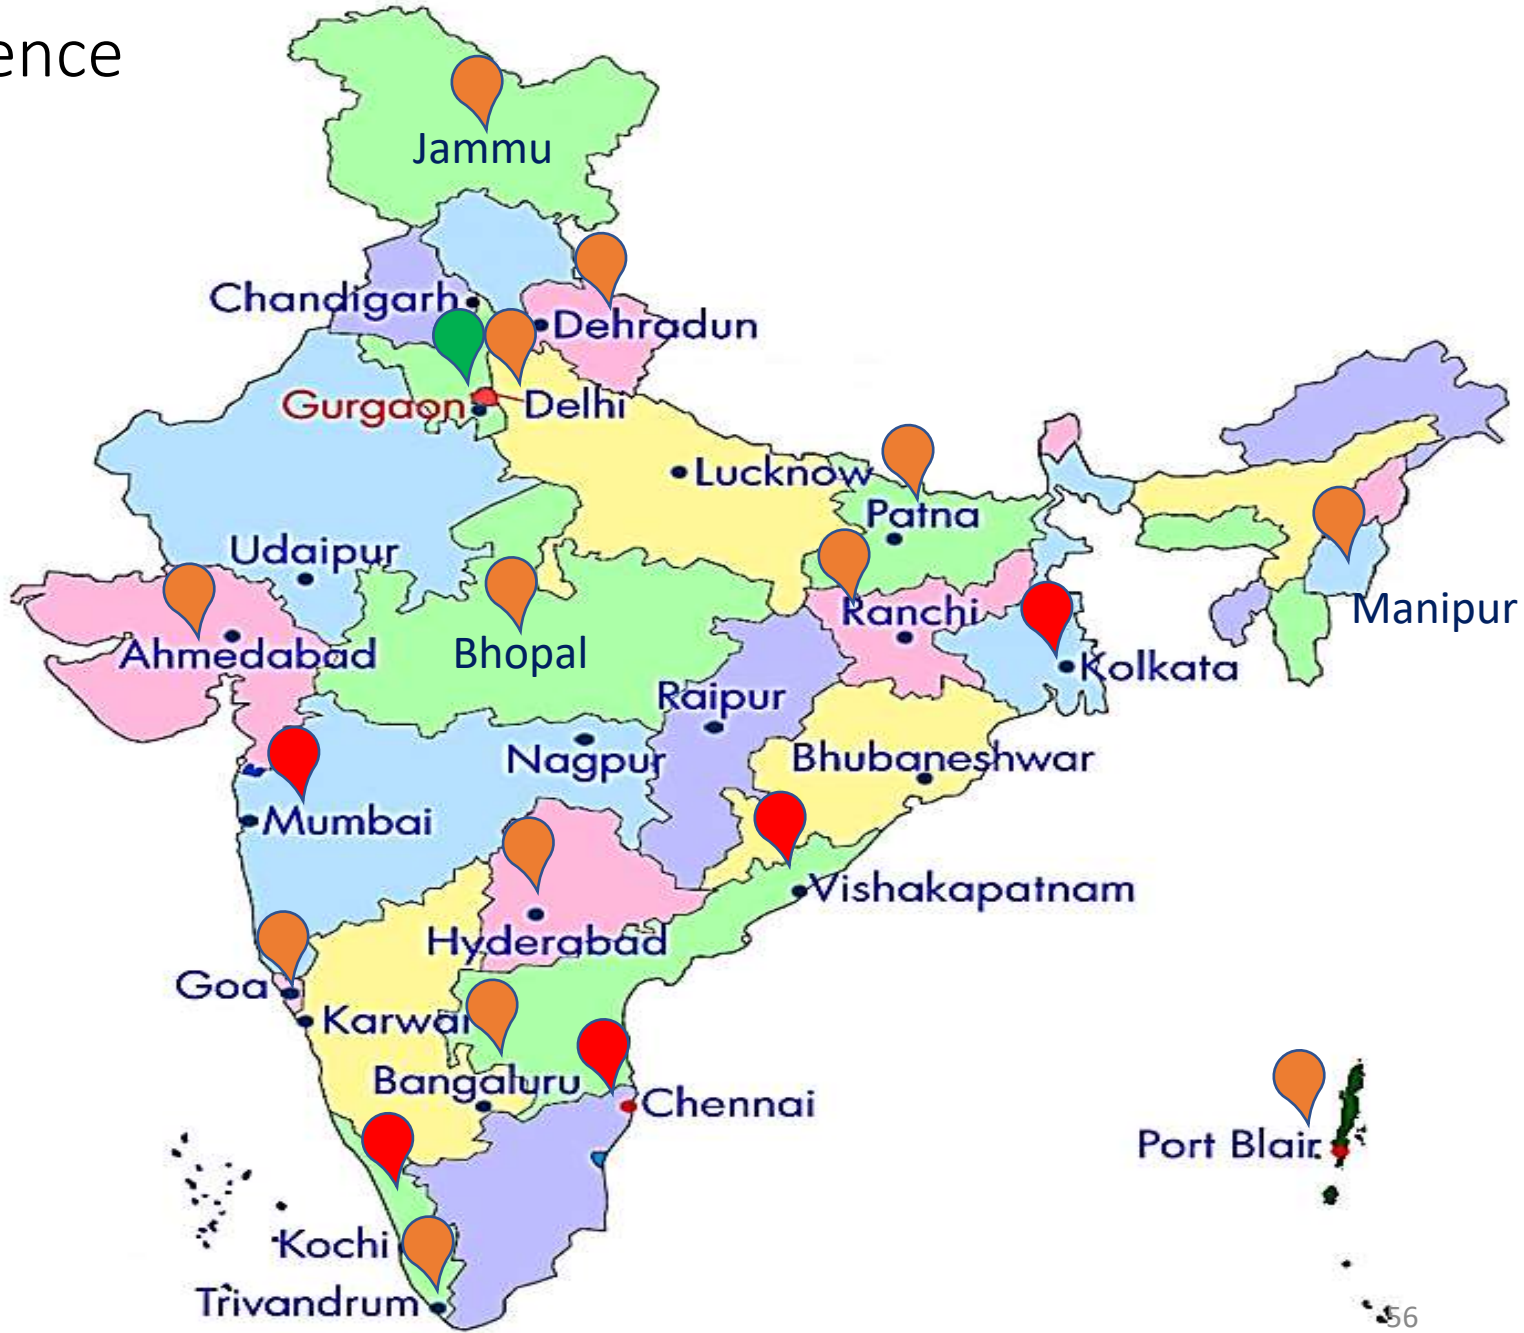 ence
Jammu
Chandigarh
Dehradun
Gurgaon
Delhi
Lucknow
Patna
Udaipur
Manipur
Ranchi
Ahmedabad
Bhopal
Kolkata
Raipur
Nagpur
Bhubaneshwar
Mumbai
Vishakapatnam
Hyderabad
Goa
Karwar
Bangaluru
Chennai
Port Blair
Kochi
Trivandrum
56